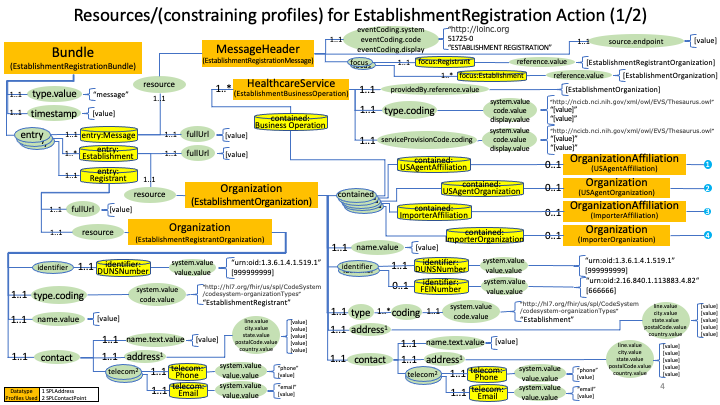 Resources/(constraining profiles) for EstablishmentRegistration Action (1/2)
Bundle
(EstablishmentRegistrationBundle)
MessageHeader
(EstablishmentRegistrationMessage)
1..1
eventCoding.system
eventCoding.code
eventCoding.display
"http://loinc.org
51725-0
"ESTABLISHMENT REGISTRATION"
1..1
source.endpoint
[value]
focus
1..1
focus:Registrant
reference.value
[EstablishmentRegistrantOrganization]
1..*
focus:Establishment
reference.value
[EstablishmentOrganization]
resource
1..1
1..1
type.value
"message"
1..1
timestamp
[value]
entry
1..1
entry:Message
1..1
fullUrl
[value]
1..*
entry:
Establishment
1..1
fullUrl
[value]
1..1
entry:
Registrant
1..1
resource
1..*
HealthcareService
(EstablishmentBusinessOperation)
contained:
Business Operation
1..1
providedBy.reference.value
[EstablishmentOrganization]
1..1
type.coding
system.value
code.value
display.value
"http://ncicb.nci.nih.gov/xml/owl/EVS/Thesaurus.owl"
"[value]"
"[value]"
1..1
serviceProvisionCode.coding
system.value
code.value
display.value
"http://ncicb.nci.nih.gov/xml/owl/EVS/Thesaurus.owl"
"[value]"
"[value]"
1..1
fullUrl
[value]
1..1
resource
Organization
(EstablishmentOrganization)
Organization
(EstablishmentRegistrantOrganization)
contained
contained:
USAgentAffiliation
0..1
OrganizationAffiliation
(USAgentAffiliation)
1
contained:
USAgentOrganization
0..1
Organization
(USAgentOrganization)
2
contained:
ImporterAffiliation
0..1
OrganizationAffiliation
(ImporterAffiliation)
3
contained:
ImporterOrganization
0..1
Organization
(ImporterOrganization)
4
1..1
name.value
[value]
identifier
1..1
identifier:
DUNSNumber
system.value
value.value
"urn:oid:1.3.6.1.4.1.519.1"
[999999999]
0..1
identifier:
FEINumber
system.value
value.value
"urn:oid:2.16.840.1.113883.4.82"
[666666]
1..1
type
1..*
coding
system.value
code.value
"http://hl7.org/fhir/us/spl/CodeSystem
/codesystem-organizationTypes"
"Establishment"
1..1
address¹
line.value
city.value
state.value
postalCode.value
country.value
[value]
[value]
[value]
[value]
[value]
1..1
contact
1..1
name.text.value
[value]
1..1
address¹
line.value
city.value
state.value
postalCode.value
country.value
[value]
[value]
[value]
[value]
[value]
telecom²
1..1
telecom:
Phone
system.value
value.value
"phone"
[value]
1..1
telecom:
Email
system.value
value.value
"email"
[value]
identifier
1..1
identifier:
DUNSNumber
system.value
value.value
"urn:oid:1.3.6.1.4.1.519.1"
[999999999]
1..1
type.coding
system.value
code.value
"http://hl7.org/fhir/us/spl/CodeSystem
/codesystem-organizationTypes"
"EstablishmentRegistrant"
1..1
name.value
[value]
1..1
contact
1..1
name.text.value
[value]
1..1
address¹
line.value
city.value
state.value
postalCode.value
country.value
[value]
[value]
[value]
[value]
[value]
telecom²
1..1
telecom:
Phone
system.value
value.value
"phone"
[value]
1..1
telecom:
Email
system.value
value.value
"email"
[value]
Datatype
Profiles Used
1 SPLAddress
2 SPLContactPoint
4